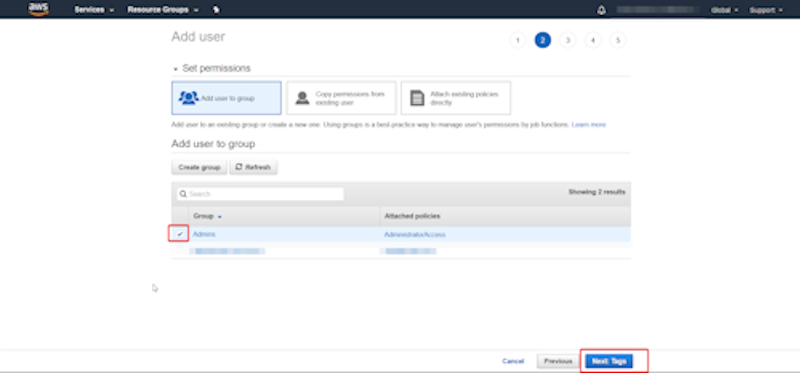 aws Services Resource Groups Global Support
Add user 1 2 3 4 5
Set permissions
Add user to group Copy permissions from existing user Attach existing policies directly
Add user to an existing group or create a new one. Using groups is a best-practice way to manage user's permissions by job functions. Learn more
Add user to group
Create group Refresh
Search Showing 2 results
Group Attached policies
Admins AdministratorAccess
Cancel Previous Next: Tags